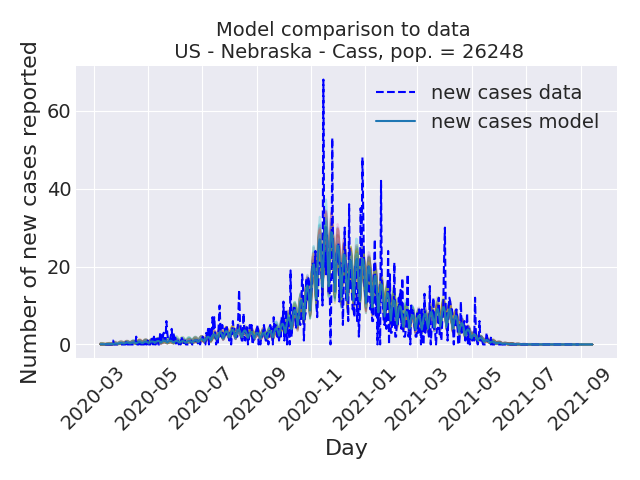 Model comparison to data
US - Nebraska - Cass, pop. = 26248
Number of new cases reported
60
40
20
0
new cases data
new cases model
2020-03
2020-05
2020-07
2020-09
2020-11
2021-01
2021-03
2021-05
2021-07
2021-09
Day